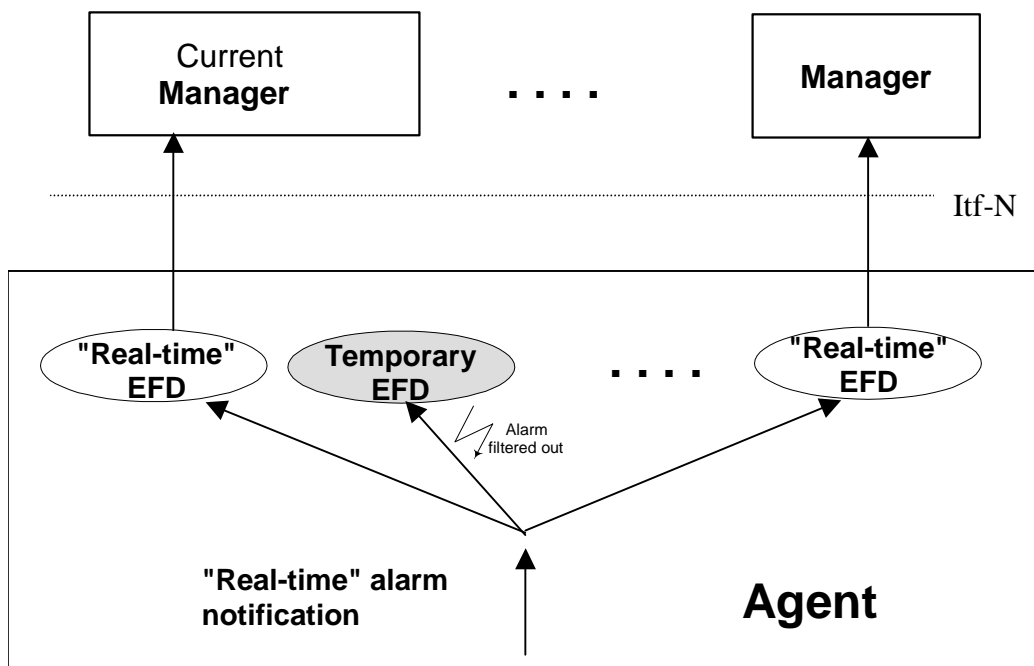 Current
Manager
. . . .
Manager
Itf-N
"Real-time"
EFD
Temporary
EFD
. . . .
"Real-time"
EFD
Alarm
filtered out
"Real-time" alarm
notification
Agent